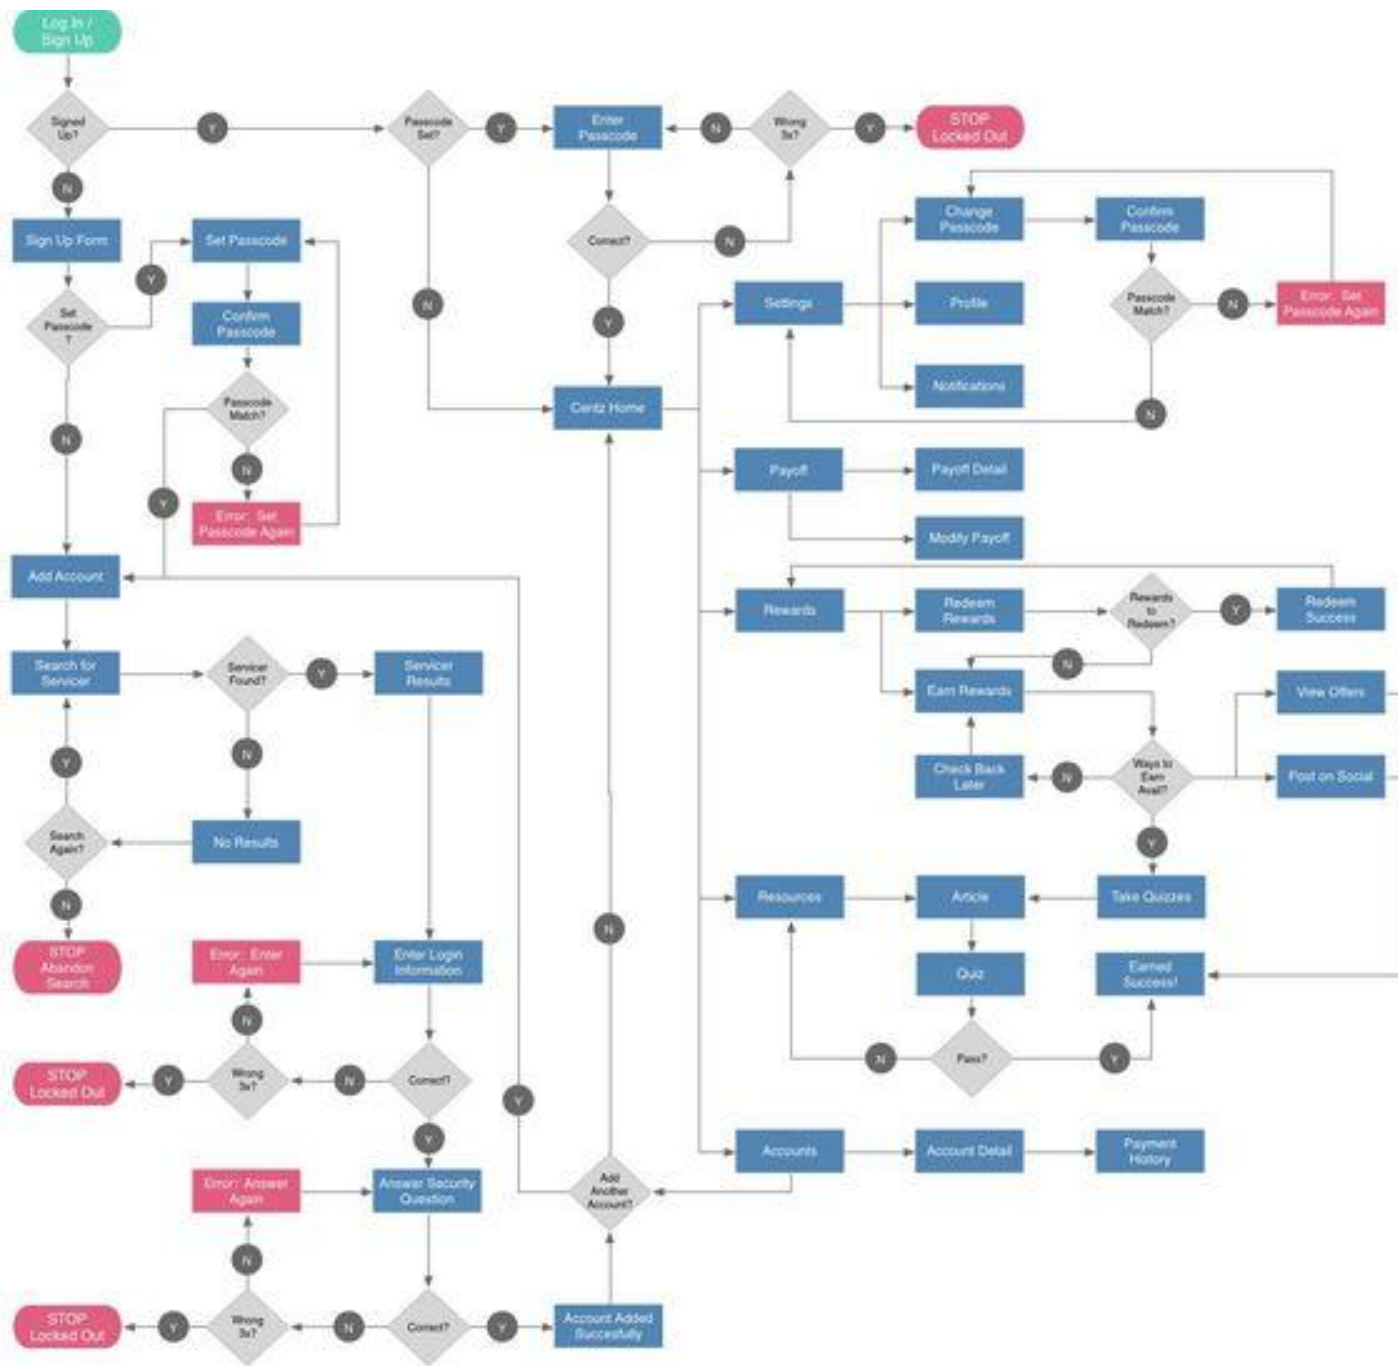 Log In /
Sign Up
Signed
Up?
Y
Passcode
Set?
Y
Enter
Passcode
N
Wrong
3x?
Y
STOP
Locked Out
N
Sign Up Form
Set Passcode
Y
Correct?
N
Change
Passcode
Confirm
Passcode
Set
Passcode
?
Confirm
Passcode
N
Y
Settings
Profile
Passcode
Match?
N
Error: Set
Passcode Again
Notifications
N
Passcode
Match?
Centz Home
N
N
Y
Error: Set
Passcode Again
Payoff
Payoff Detail
Modify Payoff
Add Account
Rewards
Redeem
Rewards
Rewards
to
Redeem?
Y
Redeem
Success
N
Search for
Servicer
Servicer
Found?
Y
Servicer
Results
Earn Rewards
View Offers
Y
N
Check Back
Later
N
Ways to
Earn
Avail?
Post on Social
Y
Search
Again?
No Results
N
Resources
Article
Take Quizzes
N
STOP
Abandon
Search
Error: Enter
Again
Enter Login
Information
Quiz
Earned
Success!
N
STOP
Locked Out
Y
Wrong
3x?
N
Correct?
N
Pass?
Y
Y
Y
Accounts
Account Detail
Payment
History
Error: Answer
Again
Answer Security
Question
Add
Another
Account?
N
STOP
Locked Out
Y
Wrong
3x?
N
Correct?
Y
Account Added
Succesfully